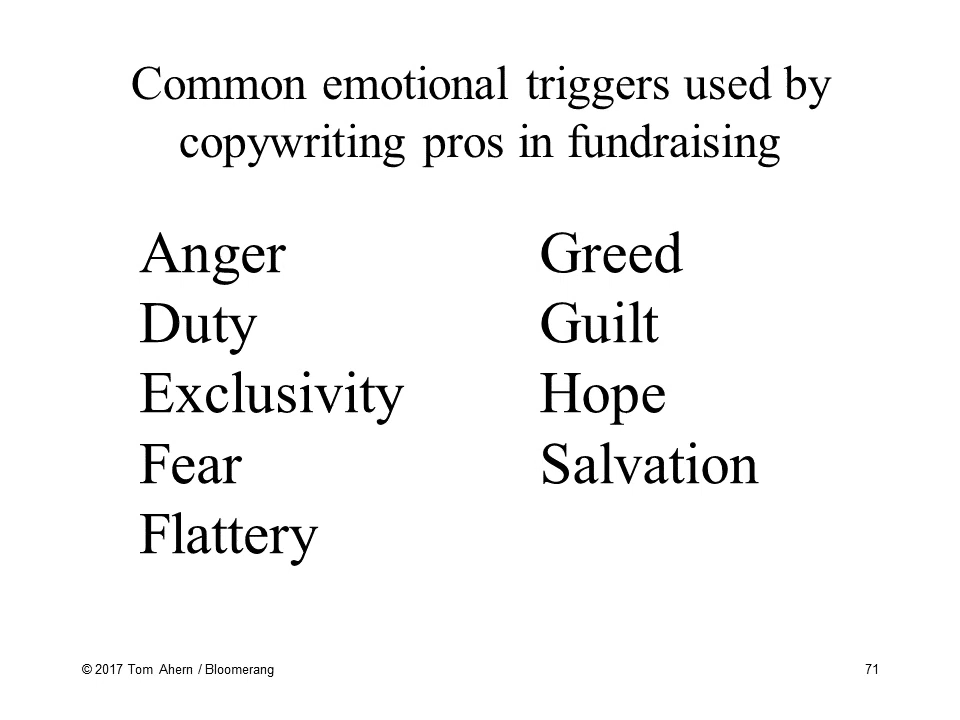 Common emotional triggers used by
copywriting pros in fundraising
Anger
Duty
Exclusivity
Fear
Flattery
Greed
Guilt
Hope
Salvation
© 2017 Tom Ahern / Bloomerang
71